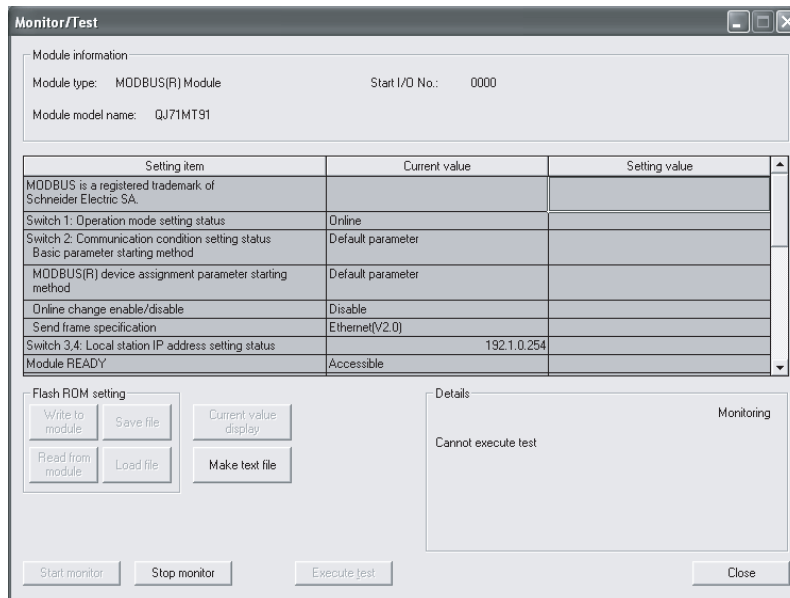 Monitor/Test
Module information
Module type: MODBUS(R) Module Start I/O No.: 0000
Module model name: QJ71MT91
Setting item Current value Setting value
MODBUS is a registered trademark of
Schneider Electric SA.
Switch 1: Operation mode setting status Online
Switch 2: Communication condition setting status Default parameter
Basic parameter starting method
MODBUS(R) device assignment parameter starting Default parameter
method
Online change enable/disable Disable
Send frame specification Ethernet(V2.0)
Switch 3,4: Local station IP address setting status 192.1.0.254
Module READY Accessible
Flash ROM setting
Write to
module
Save file
Current value
display
Read from
module
Load file
Make text file
Details
Monitoring
Cannot execute test
Start monitor Stop monitor Execute test Close